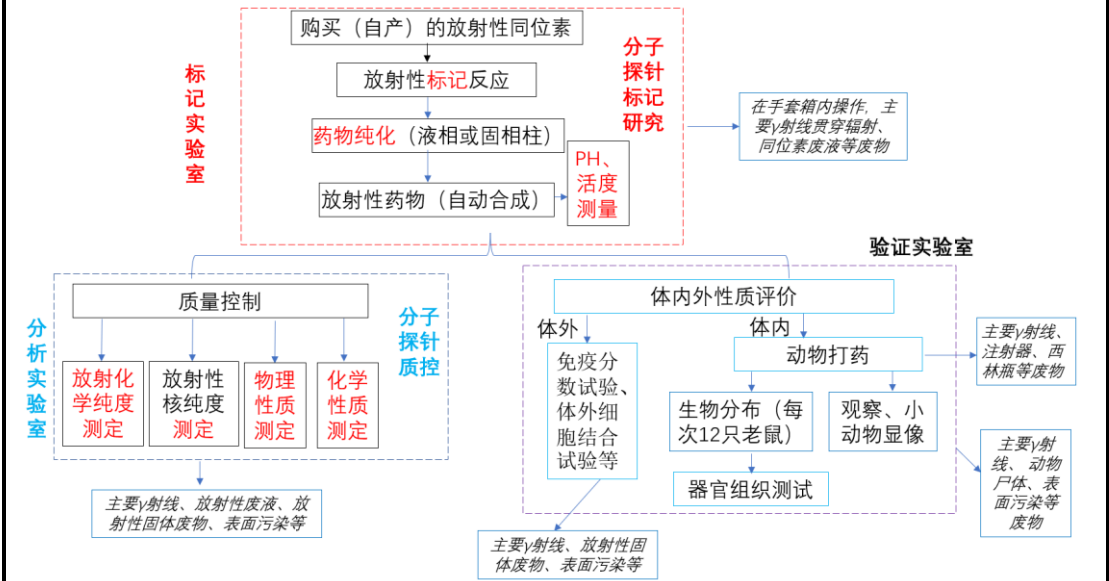 购买（自产）的放射性同位素
标记实验室
分子
探针
标记
研究
放射性标记反应
药物纯化（液相或固相柱）
放射性药物（自动合成）
PH、
活度
测量
在手套箱内操作，主
要γ射线贯穿辐射、
同位素废液等废物
验证实验室
分析实验室
质量控制
分子
探针
质控
放射化
学纯度
测定
放射性
核纯度
测定
物理
性质
测定
化学
性质
测定
主要γ射线、放射性废液、放
射性固体废物、表面污染等
体内外性质评价
体外
体内
免疫分
数试验、
体外细
胞结合
试验等
动物打药
生物分布（每
次12只老鼠）
观察、小
动物显像
器官组织测试
主要γ射线、
注射器、西
林瓶等废物
主要γ射
线、 动物
尸体、表
面污染等
废物
主要γ射线、放射性固
体废物、表面污染等